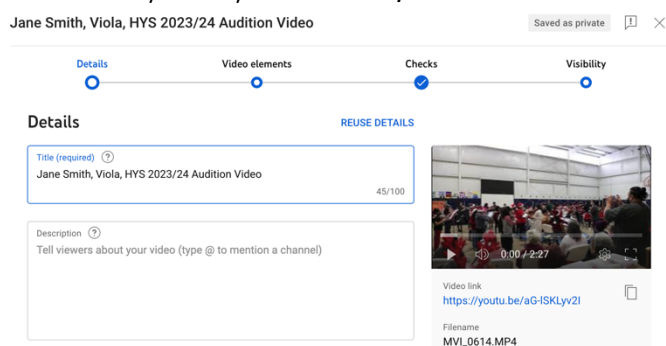 Jane Smith, Viola, HYS 2023/24 Audition Video
Saved as private
Details
Video elements
Checks
Visibility
Details
REUSE DETAILS
Title (required)
Jane Smith, Viola, HYS 2023/24 Audition Video
45/100
Description
Tell viewers about your video (type @ to mention a channel)
0:00 / 2:27
Video link
https://youtu.be/aG-lSKLyv2I
Filename
MVI_0614.MP4